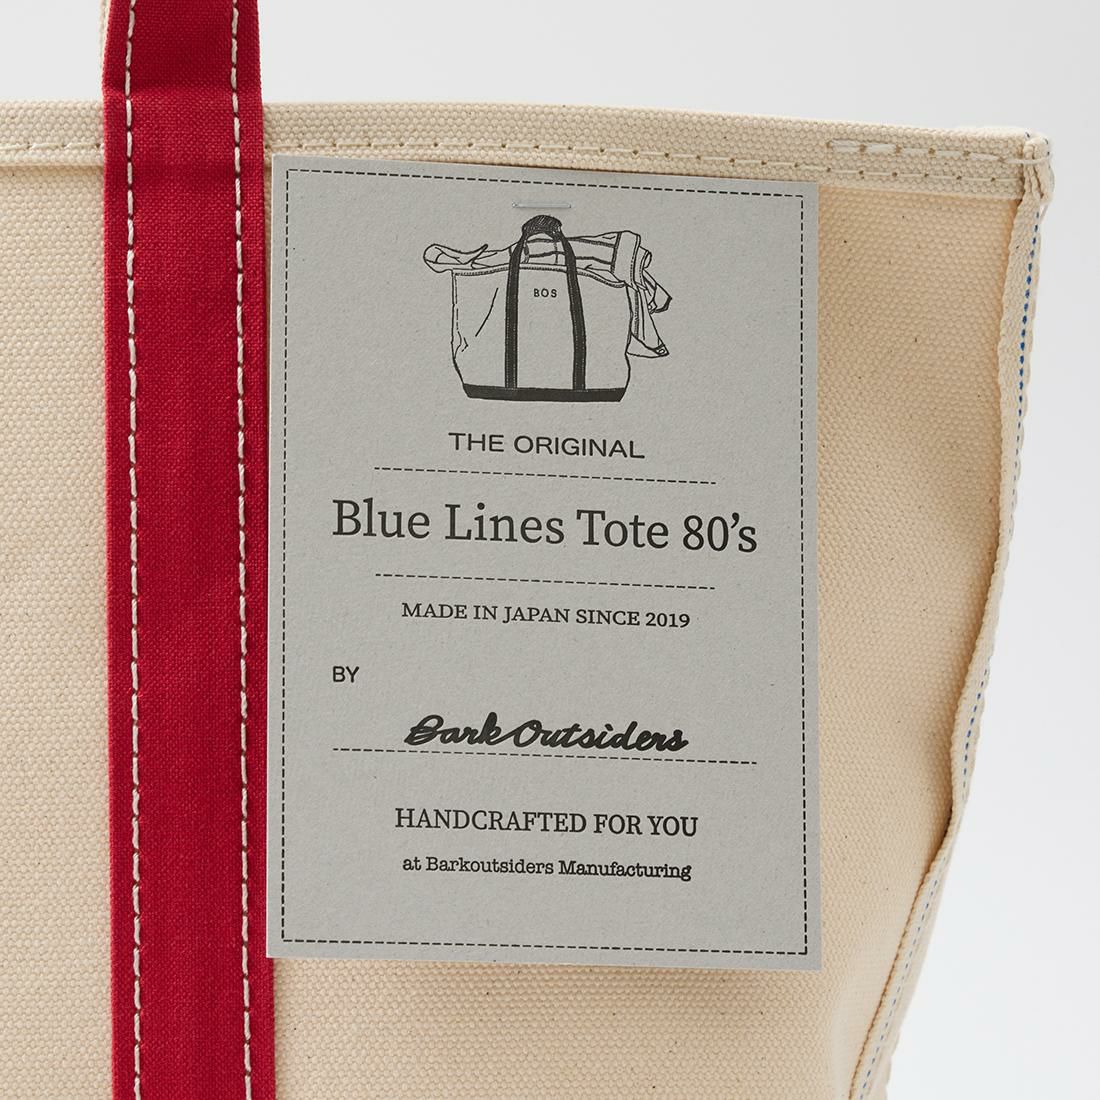 BOS
THE ORIGINAL
Blue Lines Tote 80's
MADE IN JAPAN SINCE 2019
BY
Bark Outsiders
HANDCRAFTED FOR YOU
at Barkoutsiders Manufacturing